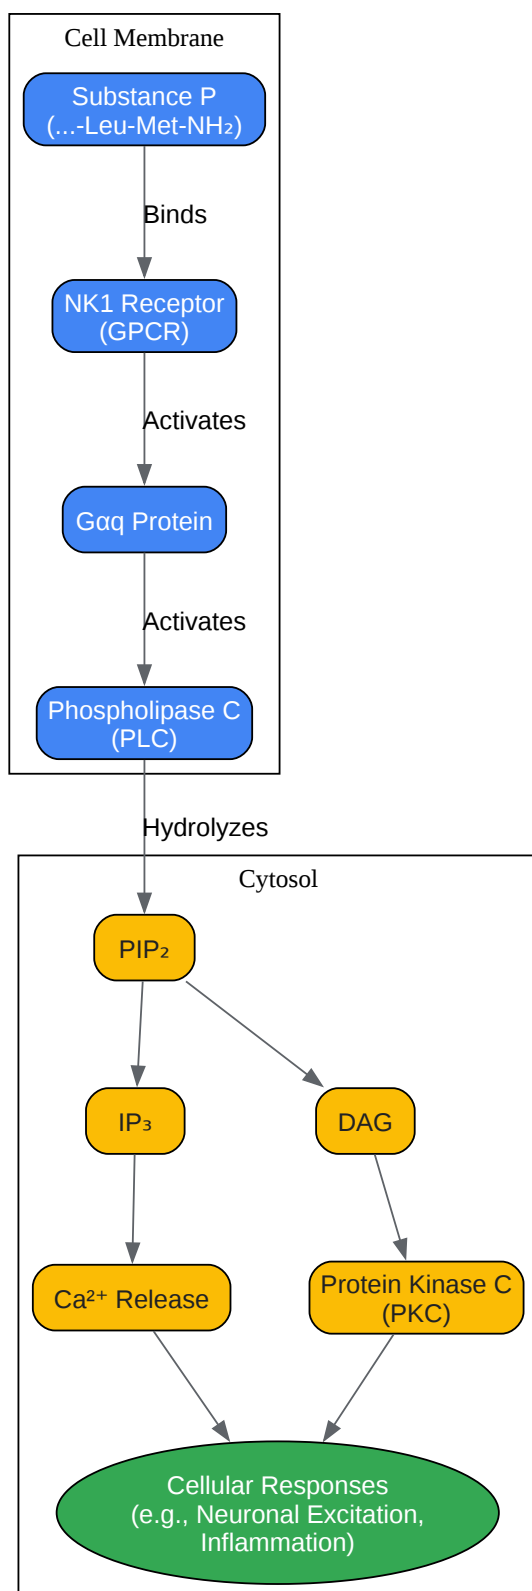 Cell Membrane
Substance P
(...-Leu-Met-NH₂)
Binds
NK1 Receptor
(GPCR)
Activates
Gαq Protein
Activates
Phospholipase C
(PLC)
Hydrolyzes
Cytosol
PIP₂
IP₃
DAG
Ca²⁺ Release
Protein Kinase C
(PKC)
Cellular Responses
(e.g., Neuronal Excitation,
Inflammation)